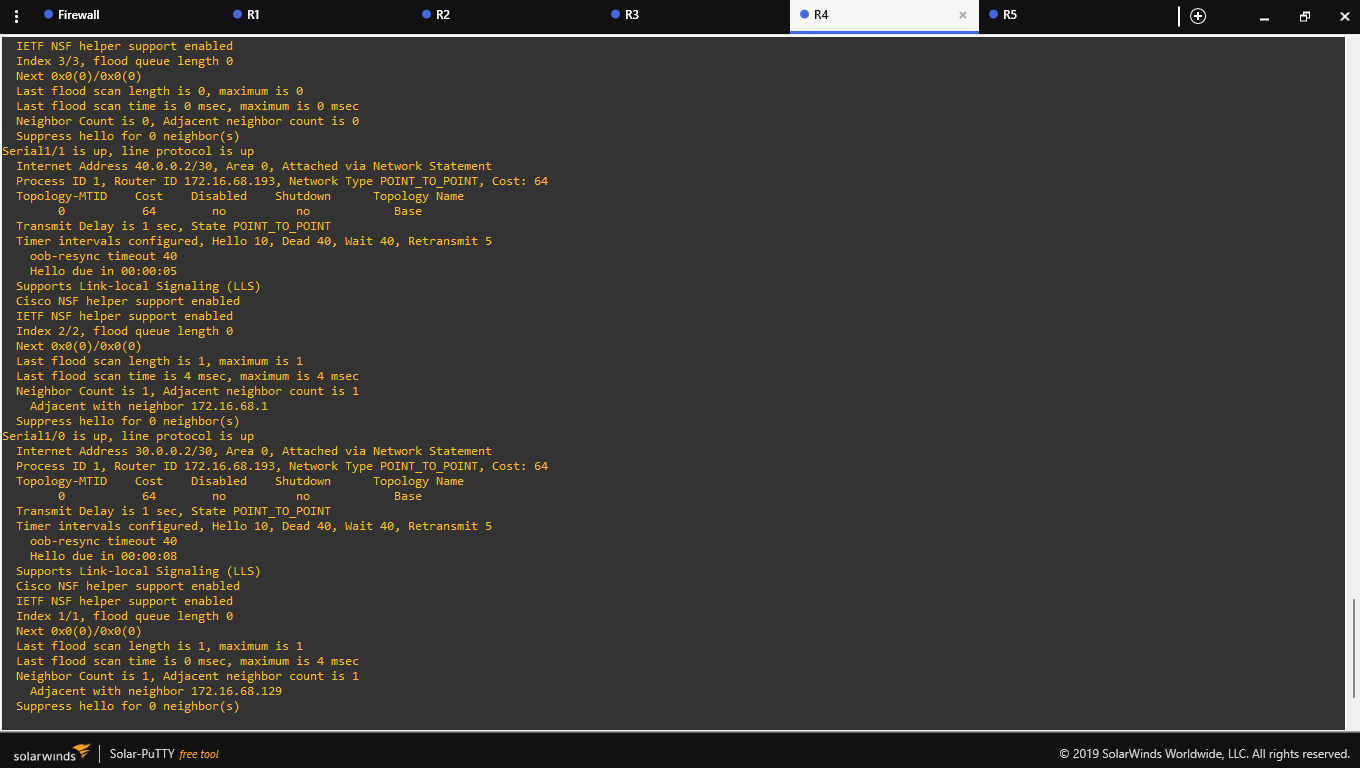 Firewall R1 R2 R3 R4 R5
IETF NSF helper support enabled
Index 3/3, flood queue length 0
Next 0x0(0)/0x0(0)
Last flood scan length is 0, maximum is 0
Last flood scan time is 0 msec, maximum is 0 msec
Neighbor Count is 0, Adjacent neighbor count is 0
Suppress hello for 0 neighbor(s)
Serial1/1 is up, line protocol is up
Internet Address 40.0.0.2/30, Area 0, Attached via Network Statement
Process ID 1, Router ID 172.16.68.193, Network Type POINT_TO_POINT, Cost: 64
Topology-MTID Cost Disabled Shutdown Topology Name
0 64 no no Base
Transmit Delay is 1 sec, State POINT_TO_POINT
Timer intervals configured, Hello 10, Dead 40, Wait 40, Retransmit 5
oob-resync timeout 40
Hello due in 00:00:05
Supports Link-local Signaling (LLS)
Cisco NSF helper support enabled
IETF NSF helper support enabled
Index 2/2, flood queue length 0
Next 0x0(0)/0x0(0)
Last flood scan length is 1, maximum is 1
Last flood scan time is 4 msec, maximum is 4 msec
Neighbor Count is 1, Adjacent neighbor count is 1
Adjacent with neighbor 172.16.68.1
Suppress hello for 0 neighbor(s)
Serial1/0 is up, line protocol is up
Internet Address 30.0.0.2/30, Area 0, Attached via Network Statement
Process ID 1, Router ID 172.16.68.193, Network Type POINT_TO_POINT, Cost: 64
Topology-MTID Cost Disabled Shutdown Topology Name
0 64 no no Base
Transmit Delay is 1 sec, State POINT_TO_POINT
Timer intervals configured, Hello 10, Dead 40, Wait 40, Retransmit 5
oob-resync timeout 40
Hello due in 00:00:08
Supports Link-local Signaling (LLS)
Cisco NSF helper support enabled
IETF NSF helper support enabled
Index 1/1, flood queue length 0
Next 0x0(0)/0x0(0)
Last flood scan length is 1, maximum is 1
Last flood scan time is 0 msec, maximum is 4 msec
Neighbor Count is 1, Adjacent neighbor count is 1
Adjacent with neighbor 172.16.68.129
Suppress hello for 0 neighbor(s)
solarwinds Solar-PuTTY free tool © 2019 SolarWinds Worldwide, LLC. All rights reserved.